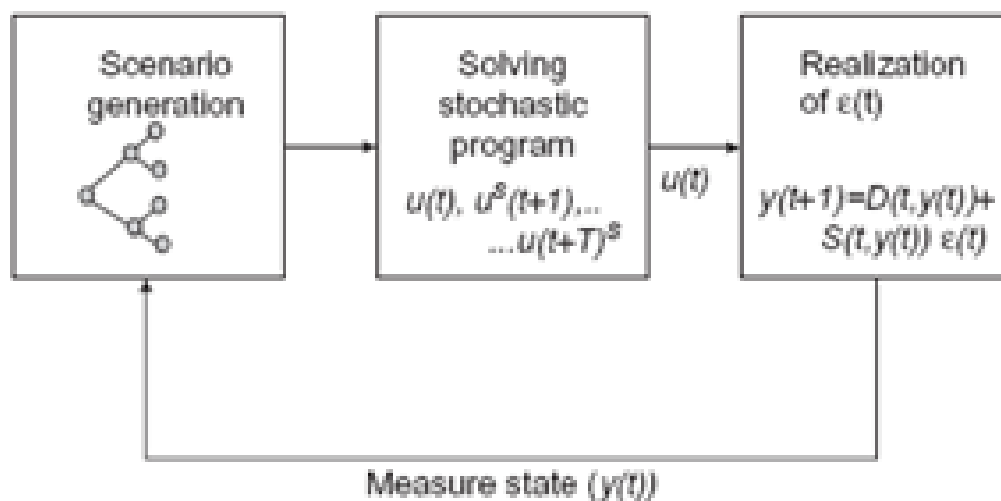 Scenario
generation
Solving
stochastic
program
u(t), u^s(t+1),..
...u(t+T)^s
u(t)
Realization
of ε(t)
y(t+1)=D(t,y(t))+
S(t,y(t)) ε(t)
Measure state (y(t))